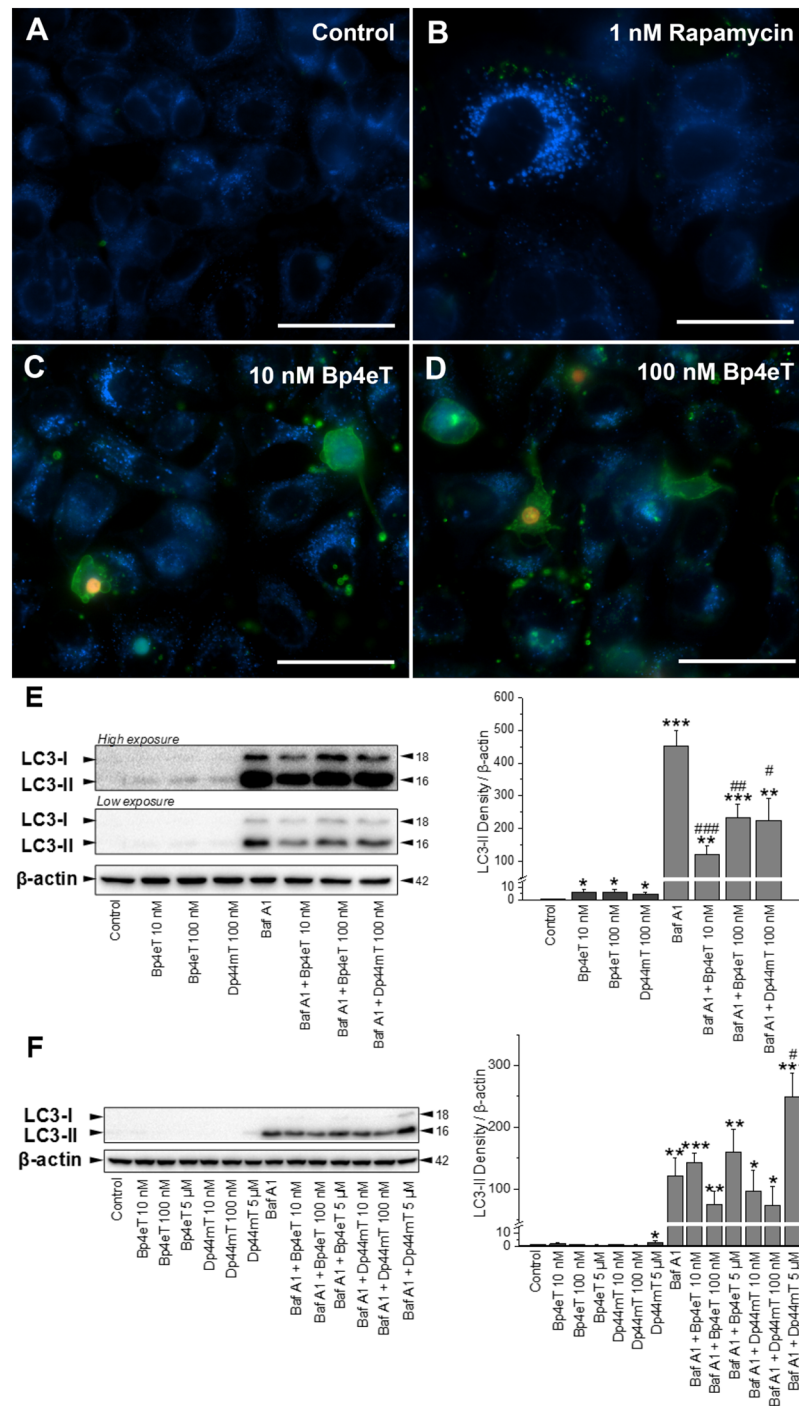 A
Control
B
1 nM Rapamycin
C
10 nM Bp4eT
D
100 nM Bp4eT
E
High exposure
LC3-I
18
LC3-II
16
Low exposure
LC3-I
18
LC3-II
16
β-actin
42
Control
Bp4eT 10 nM
Bp4eT 100 nM
Dp44mT 100 nM
Baf A1
Baf A1 + Bp4eT 10 nM
Baf A1 + Bp4eT 100 nM
Baf A1 + Dp44mT 100 nM
LC3-II Density / β-actin
600
500
400
300
200
100
10
0
*
*
*
***
###
**
##
***
#
**
Control
Bp4eT 10 nM
Bp4eT 100 nM
Dp44mT 100 nM
Baf A1
Baf A1 + Bp4eT 10 nM
Baf A1 + Bp4eT 100 nM
Baf A1 + Dp44mT 100 nM
F
LC3-I
18
LC3-II
16
β-actin
42
Control
Bp4eT 10 nM
Bp4eT 100 nM
Bp4eT 5 µM
Dp44mT 10 nM
Dp44mT 100 nM
Dp44mT 5 µM
Baf A1
Baf A1 + Bp4eT 10 nM
Baf A1 + Bp4eT 100 nM
Baf A1 + Bp4eT 5 µM
Baf A1 + Dp44mT 10 nM
Baf A1 + Dp44mT 100 nM
Baf A1 + Dp44mT 5 µM
LC3-II Density / β-actin
300
200
100
10
0
*
**
***
**
**
*
*
#
Control
Bp4eT 10 nM
Bp4eT 100 nM
Bp4eT 5 µM
Dp44mT 10 nM
Dp44mT 100 nM
Dp44mT 5 µM
Baf A1
Baf A1 + Bp4eT 10 nM
Baf A1 + Bp4eT 100 nM
Baf A1 + Bp4eT 5 µM
Baf A1 + Dp44mT 10 nM
Baf A1 + Dp44mT 100 nM
Baf A1 + Dp44mT 5 µM